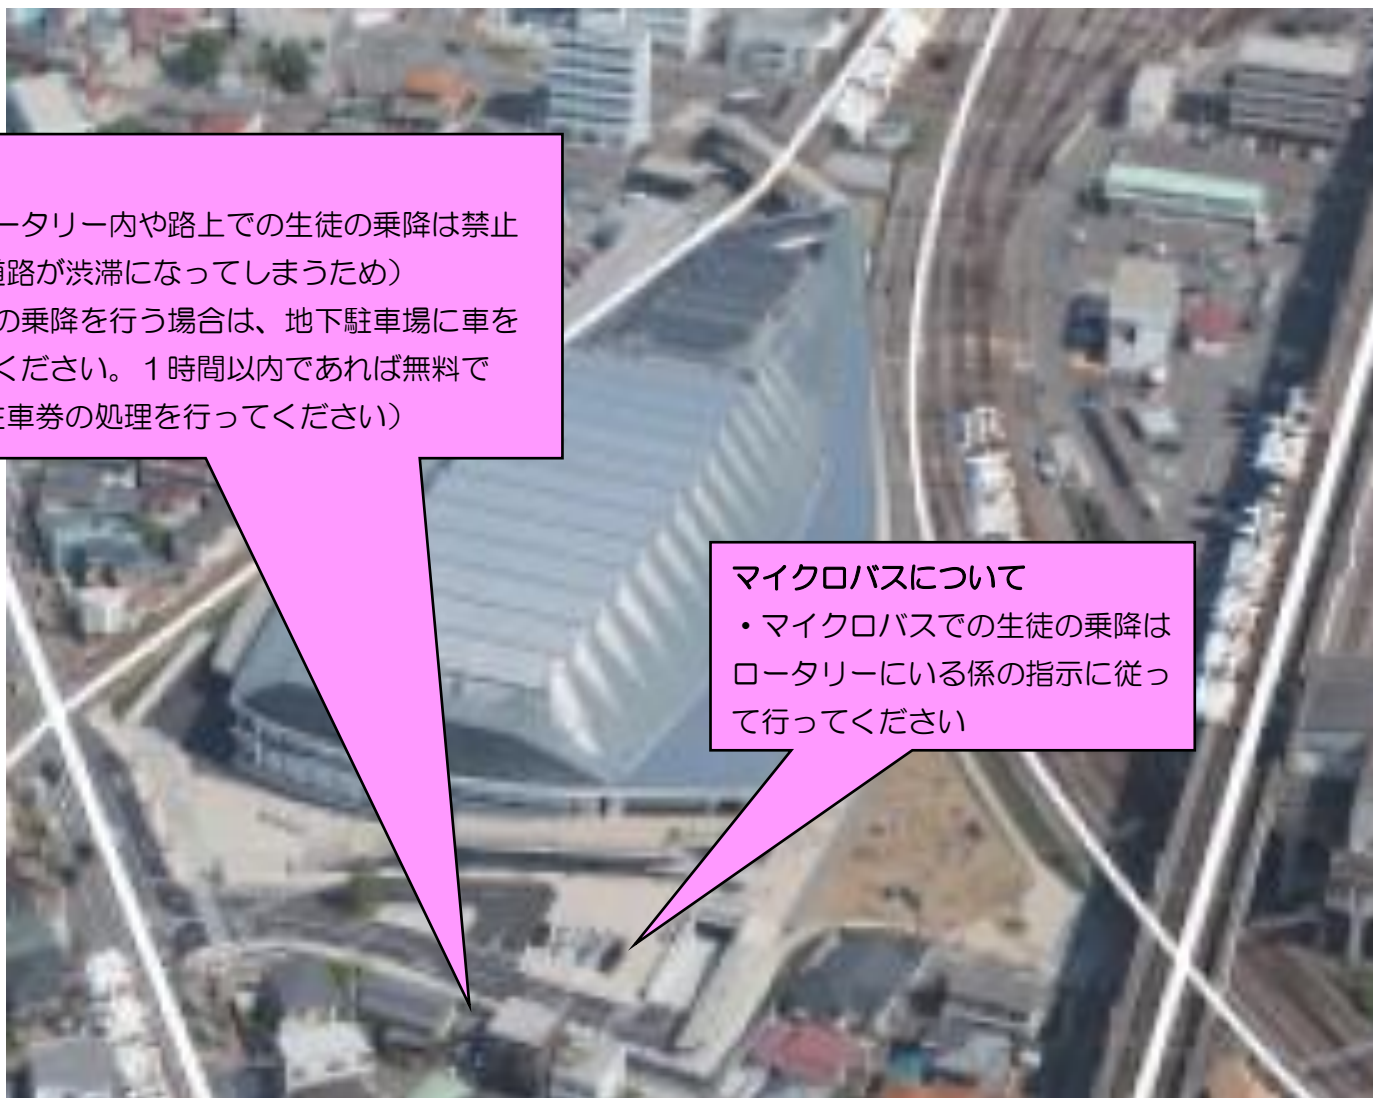 ータリー内や路上での生徒の乗降は禁止
道路が渋滞になってしまうため）
の乗降を行う場合は、地下駐車場に車を
ください。１時間以内であれば無料で
車券の処理を行ってください）
マイクロバスについて
・マイクロバスでの生徒の乗降は
ロータリーにいる係の指示に従っ
て行ってください
JR